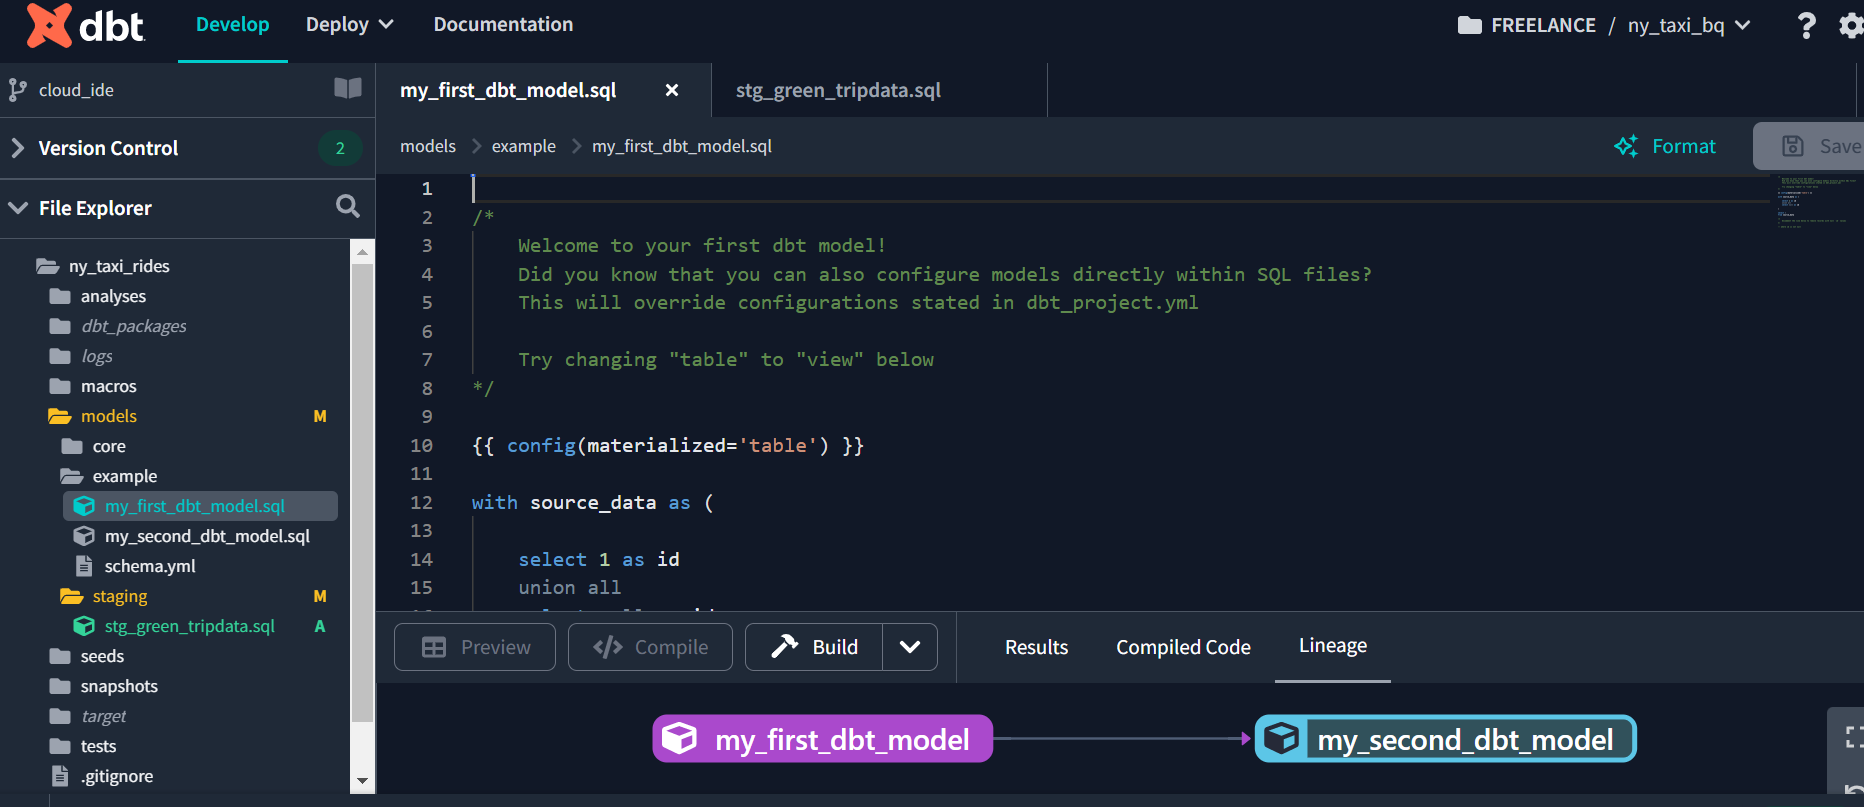 dbt
Develop
Deploy
Documentation
FREELANCE / ny_taxi_bq
?
cloud_ide
Version Control
2
File Explorer
ny_taxi_rides
analyses
dbt_packages
logs
macros
models M
core
example
my_first_dbt_model.sql
my_second_dbt_model.sql
schema.yml
staging M
stg_green_tripdata.sql A
seeds
snapshots
target
tests
.gitignore
my_first_dbt_model.sql
stg_green_tripdata.sql
models > example > my_first_dbt_model.sql
Format
Save
1
2 /*
3 Welcome to your first dbt model!
4 Did you know that you can also configure models directly within SQL files?
5 This will override configurations stated in dbt_project.yml
6
7 Try changing "table" to "view" below
8 */
9
10 {{ config(materialized='table') }}
11
12 with source_data as (
13
14 select 1 as id
15 union all
Preview
Compile
Build
Results
Compiled Code
Lineage
my_first_dbt_model
my_second_dbt_model